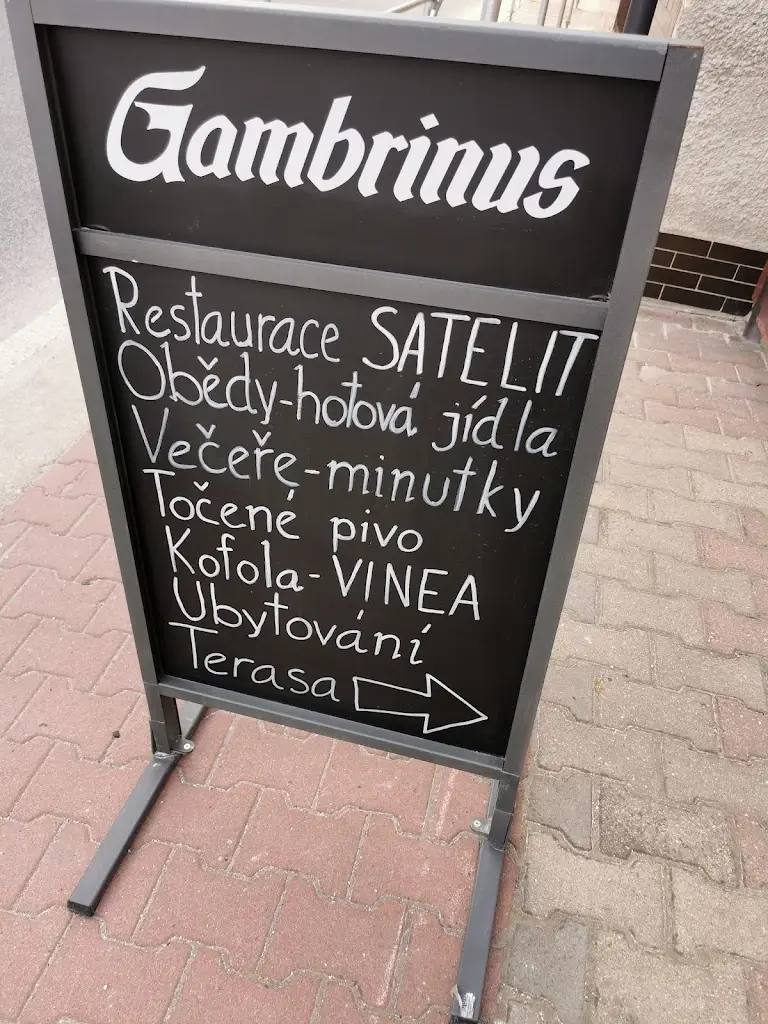 Gambrinus
Restaurace SATELIT
Obědy-hotová jídla
Večeře-minutky
Točené pivo
Kofola-VINEA
Ubytování
Terasa